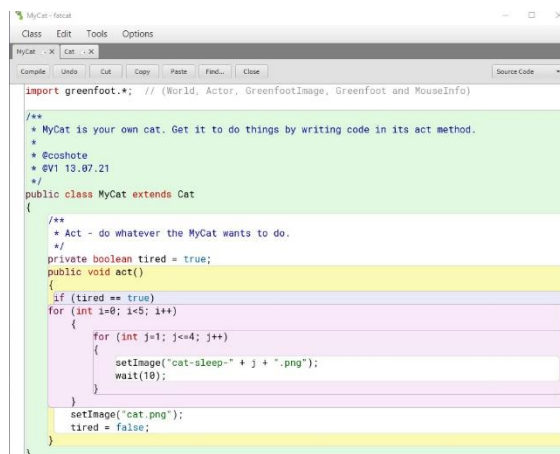 MyCat - fatcat
Class Edit Tools Options
MyCat X Cat X
Compile Undo Cut Copy Paste Find... Close Source Code
import greenfoot.*; // (World, Actor, GreenfootImage, Greenfoot and MouseInfo)
/**
* MyCat is your own cat. Get it to do things by writing code in its act method.
*
* @coshote
* @V1 13.07.21
*/
public class MyCat extends Cat
{
/**
* Act - do whatever the MyCat wants to do.
*/
private boolean tired = true;
public void act()
{
if (tired == true)
for (int i=0; i<5; i++)
{
for (int j=1; j<=4; j++)
{
setImage("cat-sleep-" + j + ".png");
wait(10);
}
}
setImage("cat.png");
tired = false;
}
}